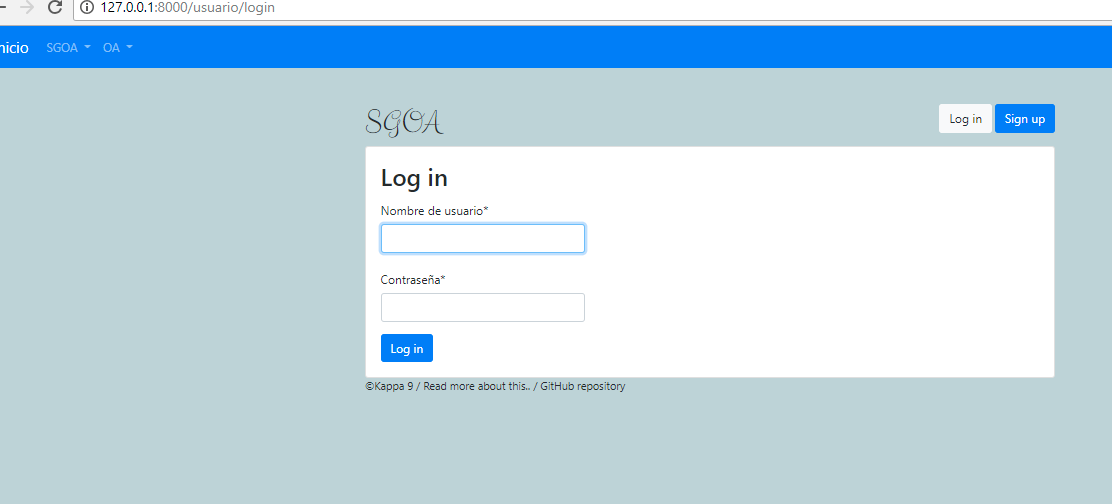 127.0.0.1:8000/usuario/login
nicio SGOA OA
SGOA Log in Sign up
Log in
Nombre de usuario*
Contraseña*
Log in
©Kappa 9 / Read more about this.. / GitHub repository